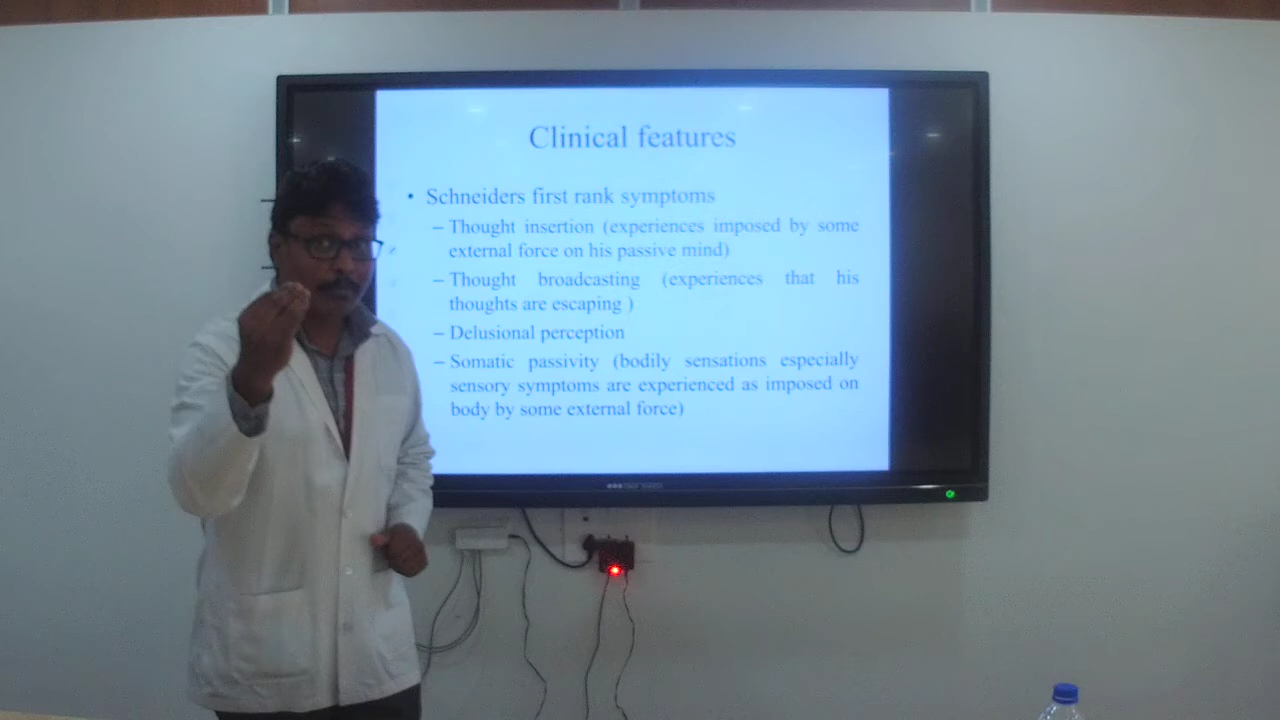 Clinical features
• Schneiders first rank symptoms
– Thought insertion (experiences imposed by some
external force on his passive mind)
– Thought broadcasting (experiences that his
thoughts are escaping )
– Delusional perception
– Somatic passivity (bodily sensations especially
sensory symptoms are experienced as imposed on
body by some external force)